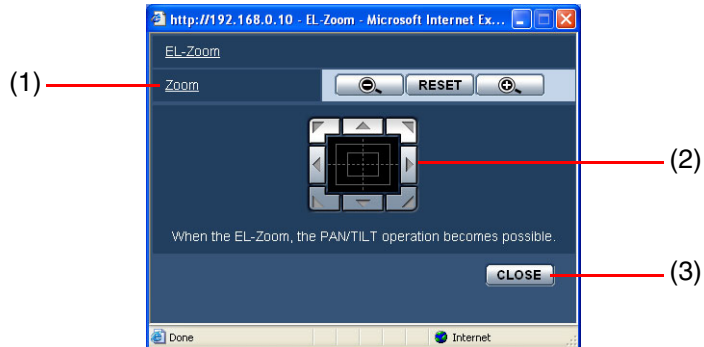 http://192.168.0.10 - EL-Zoom - Microsoft Internet Ex...
EL-Zoom
(1)
Zoom
RESET
(2)
When the EL-Zoom, the PAN/TILT operation becomes possible.
CLOSE
(3)
Done
Internet